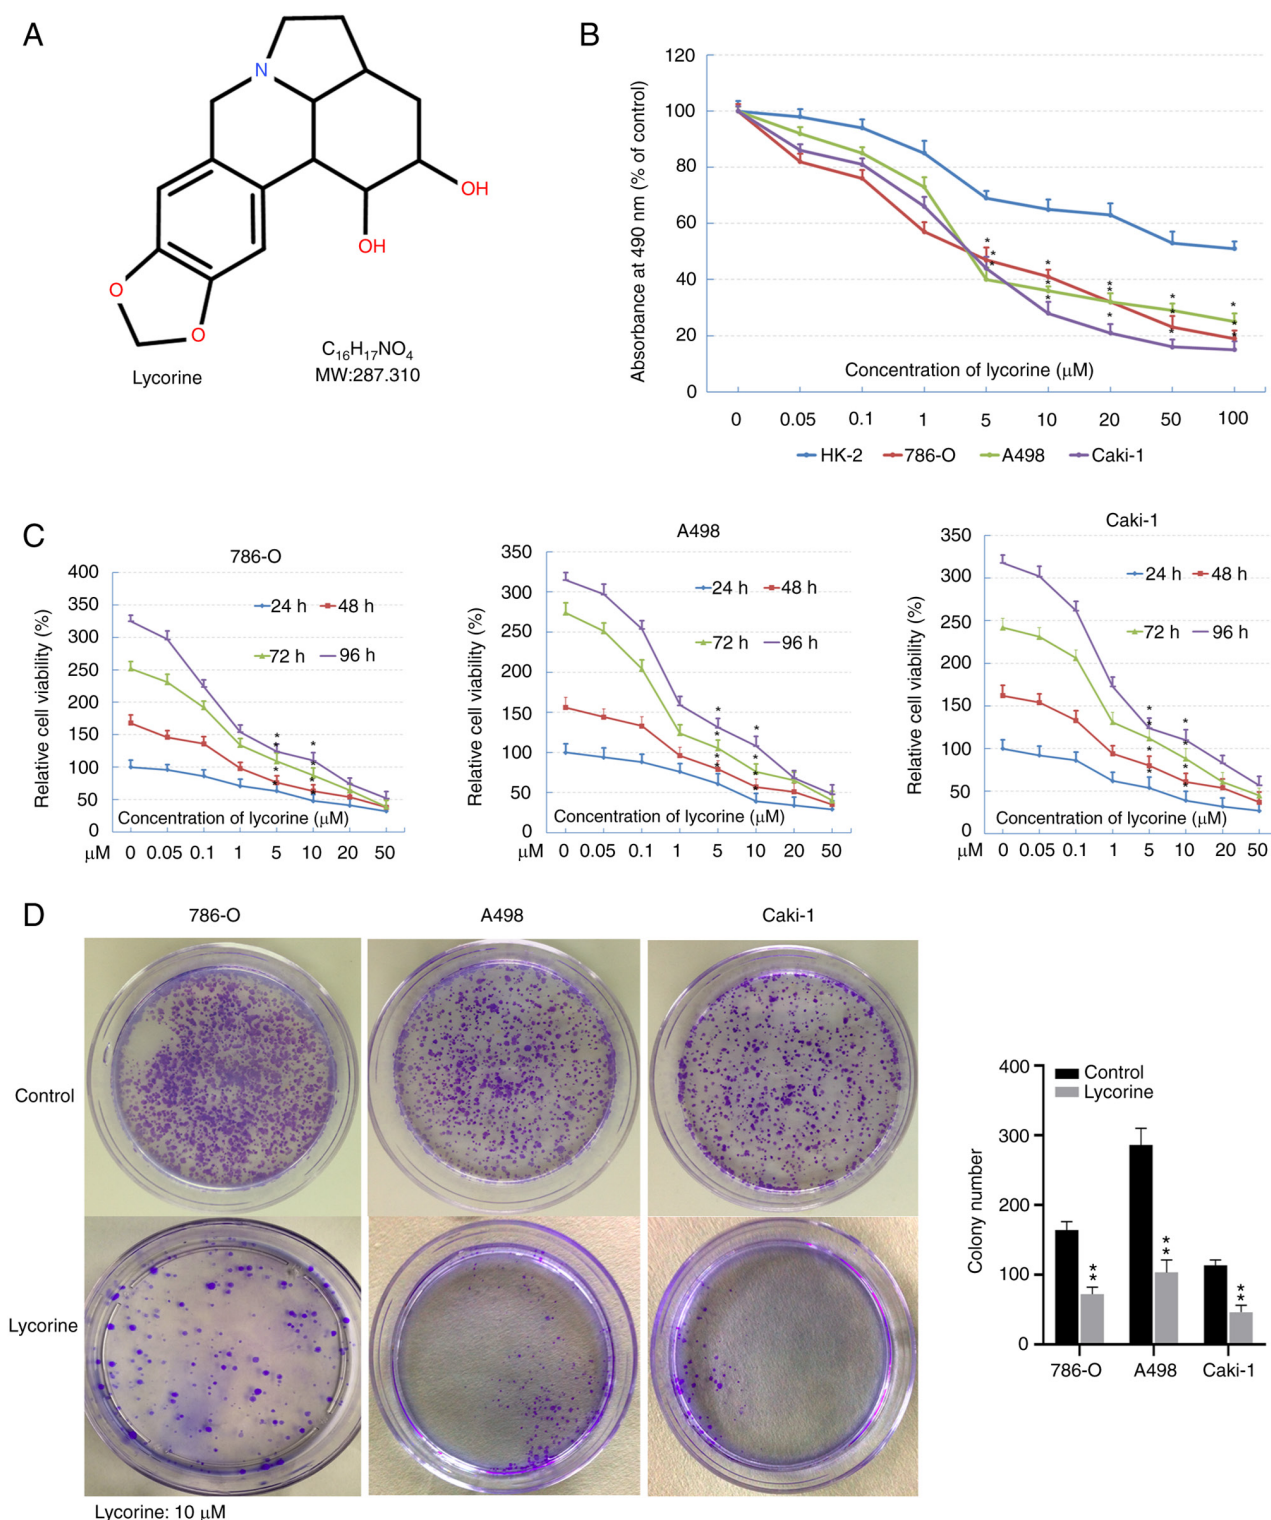 A
N
OH
OH
O
O
Lycorine
C₁₆H₁₇NO₄
MW:287.310
B
Absorbance at 490 nm (% of control)
120
100
80
60
40
20
0
Concentration of lycorine (μM)
0 0.05 0.1 1 5 10 20 50 100
HK-2 786-O A498 Caki-1
C
786-O
Relative cell viability (%)
400
350
300
250
200
150
100
50
0
24 h 48 h
72 h 96 h
Concentration of lycorine (μM)
μM 0 0.05 0.1 1 5 10 20 50
A498
Relative cell viability (%)
350
300
250
200
150
100
50
0
24 h 48 h
72 h 96 h
Concentration of lycorine (μM)
μM 0 0.05 0.1 1 5 10 20 50
Caki-1
Relative cell viability (%)
350
300
250
200
150
100
50
0
24 h 48 h
72 h 96 h
Concentration of lycorine (μM)
μM 0 0.05 0.1 1 5 10 20 50
D
786-O A498 Caki-1
Control
Lycorine
Lycorine: 10 μM
Colony number
400
300
200
100
0
Control
Lycorine
**
**
**
786-O A498 Caki-1